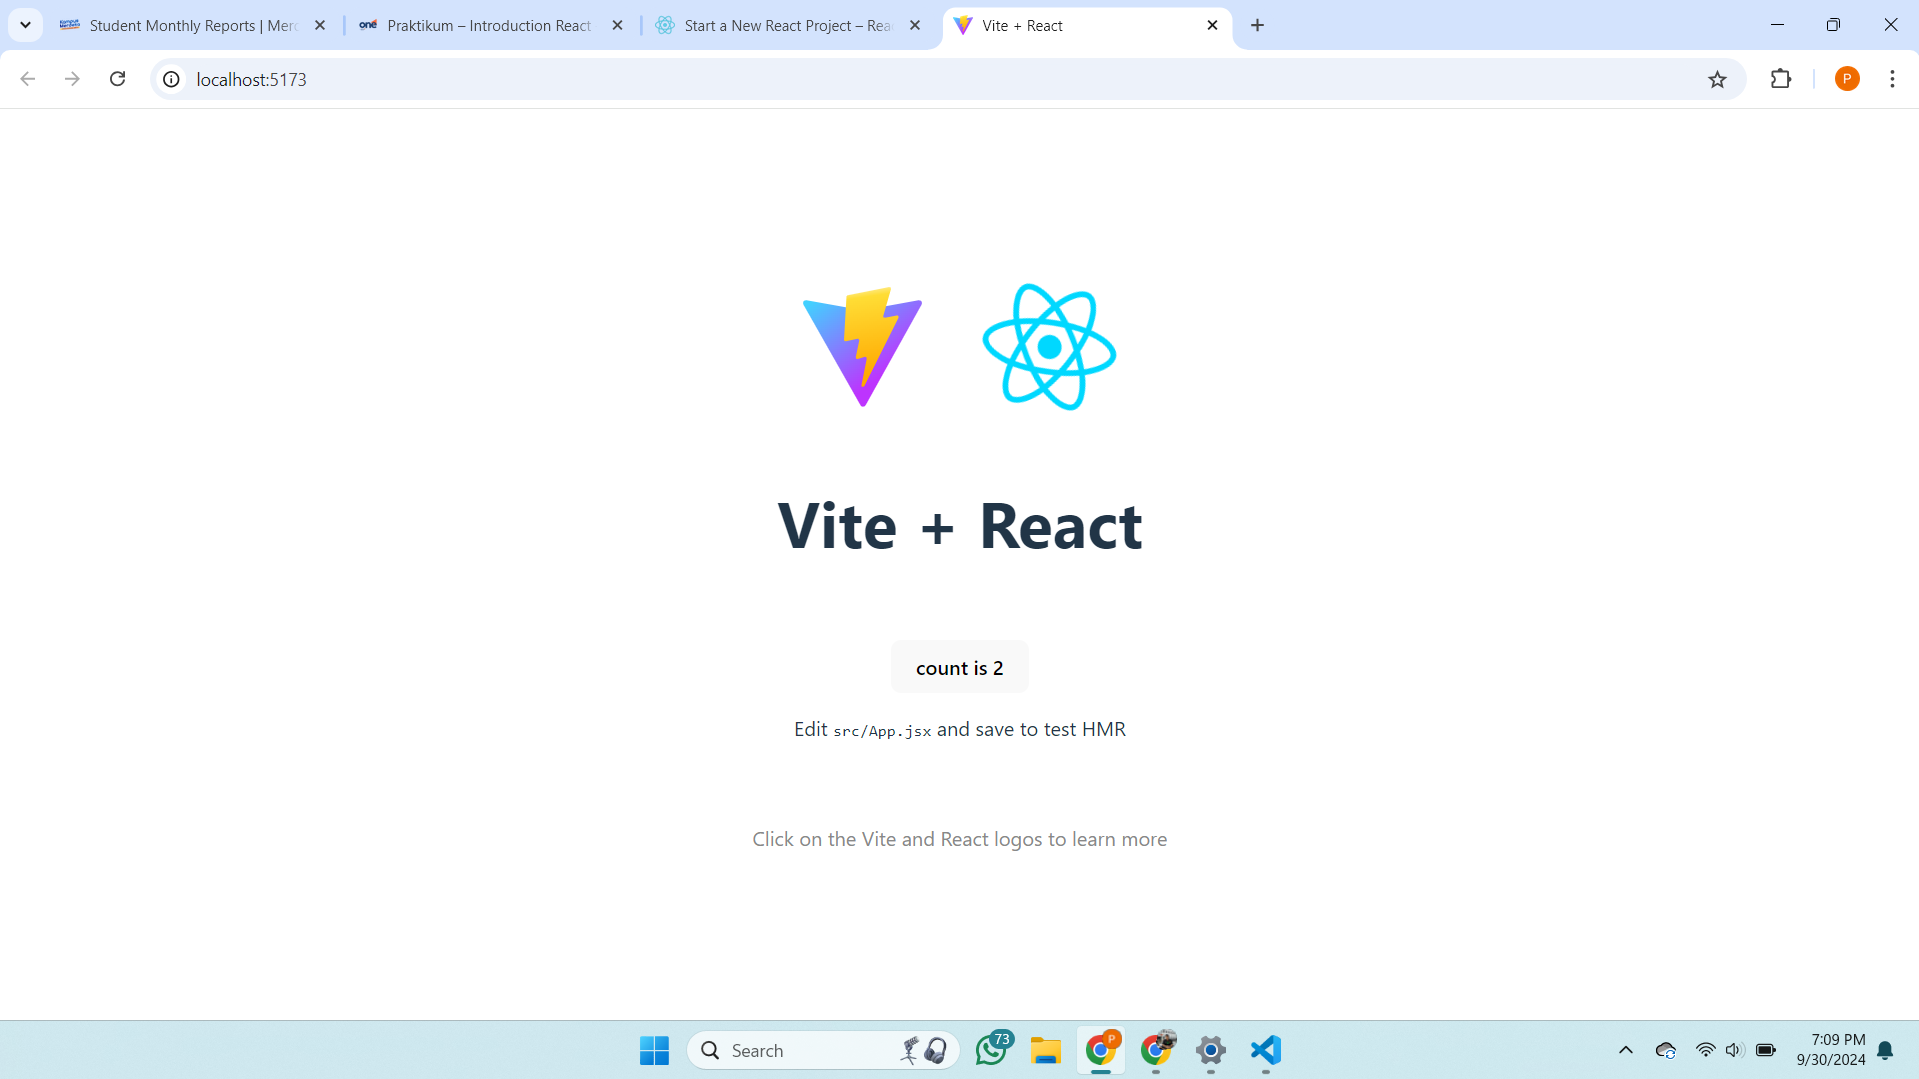 Student Monthly Reports | Merc
one
Praktikum – Introduction React
Start a New React Project – Rea
Vite + React
localhost:5173
P
Vite + React
count is 2
Edit src/App.jsx and save to test HMR
Click on the Vite and React logos to learn more
Search
73
P
7:09 PM
9/30/2024